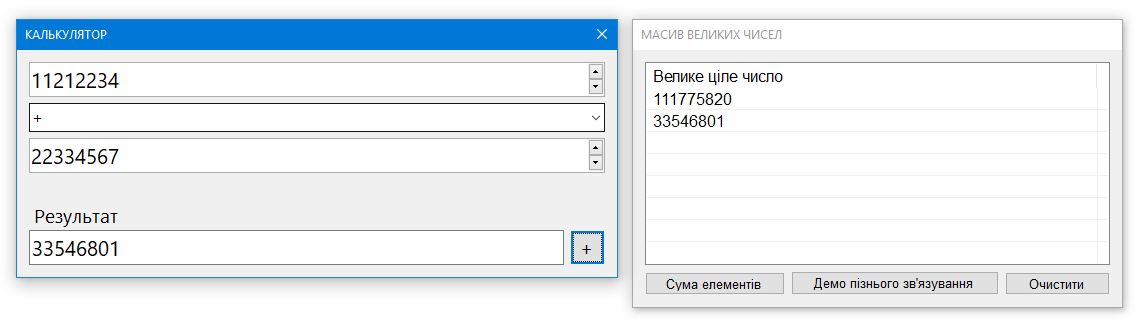 КАЛЬКУЛЯТОР
11212234
+
22334567
Результат
33546801
+
МАСИВ ВЕЛИКИХ ЧИСЕЛ
Велике ціле число
111775820
33546801
Сума елементів
Демо пізнього зв'язування
Очистити